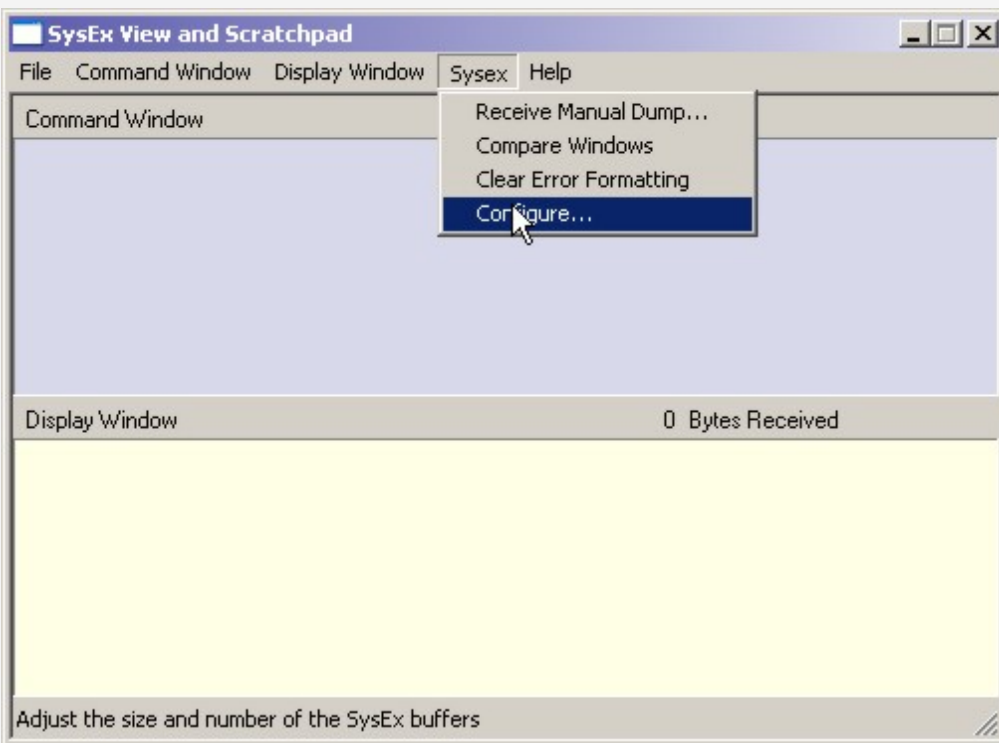 SysEx View and Scratchpad
File Command Window Display Window Sysex Help
Command Window
Receive Manual Dump...
Compare Windows
Clear Error Formatting
Configure...
Display Window 0 Bytes Received
Adjust the size and number of the SysEx buffers